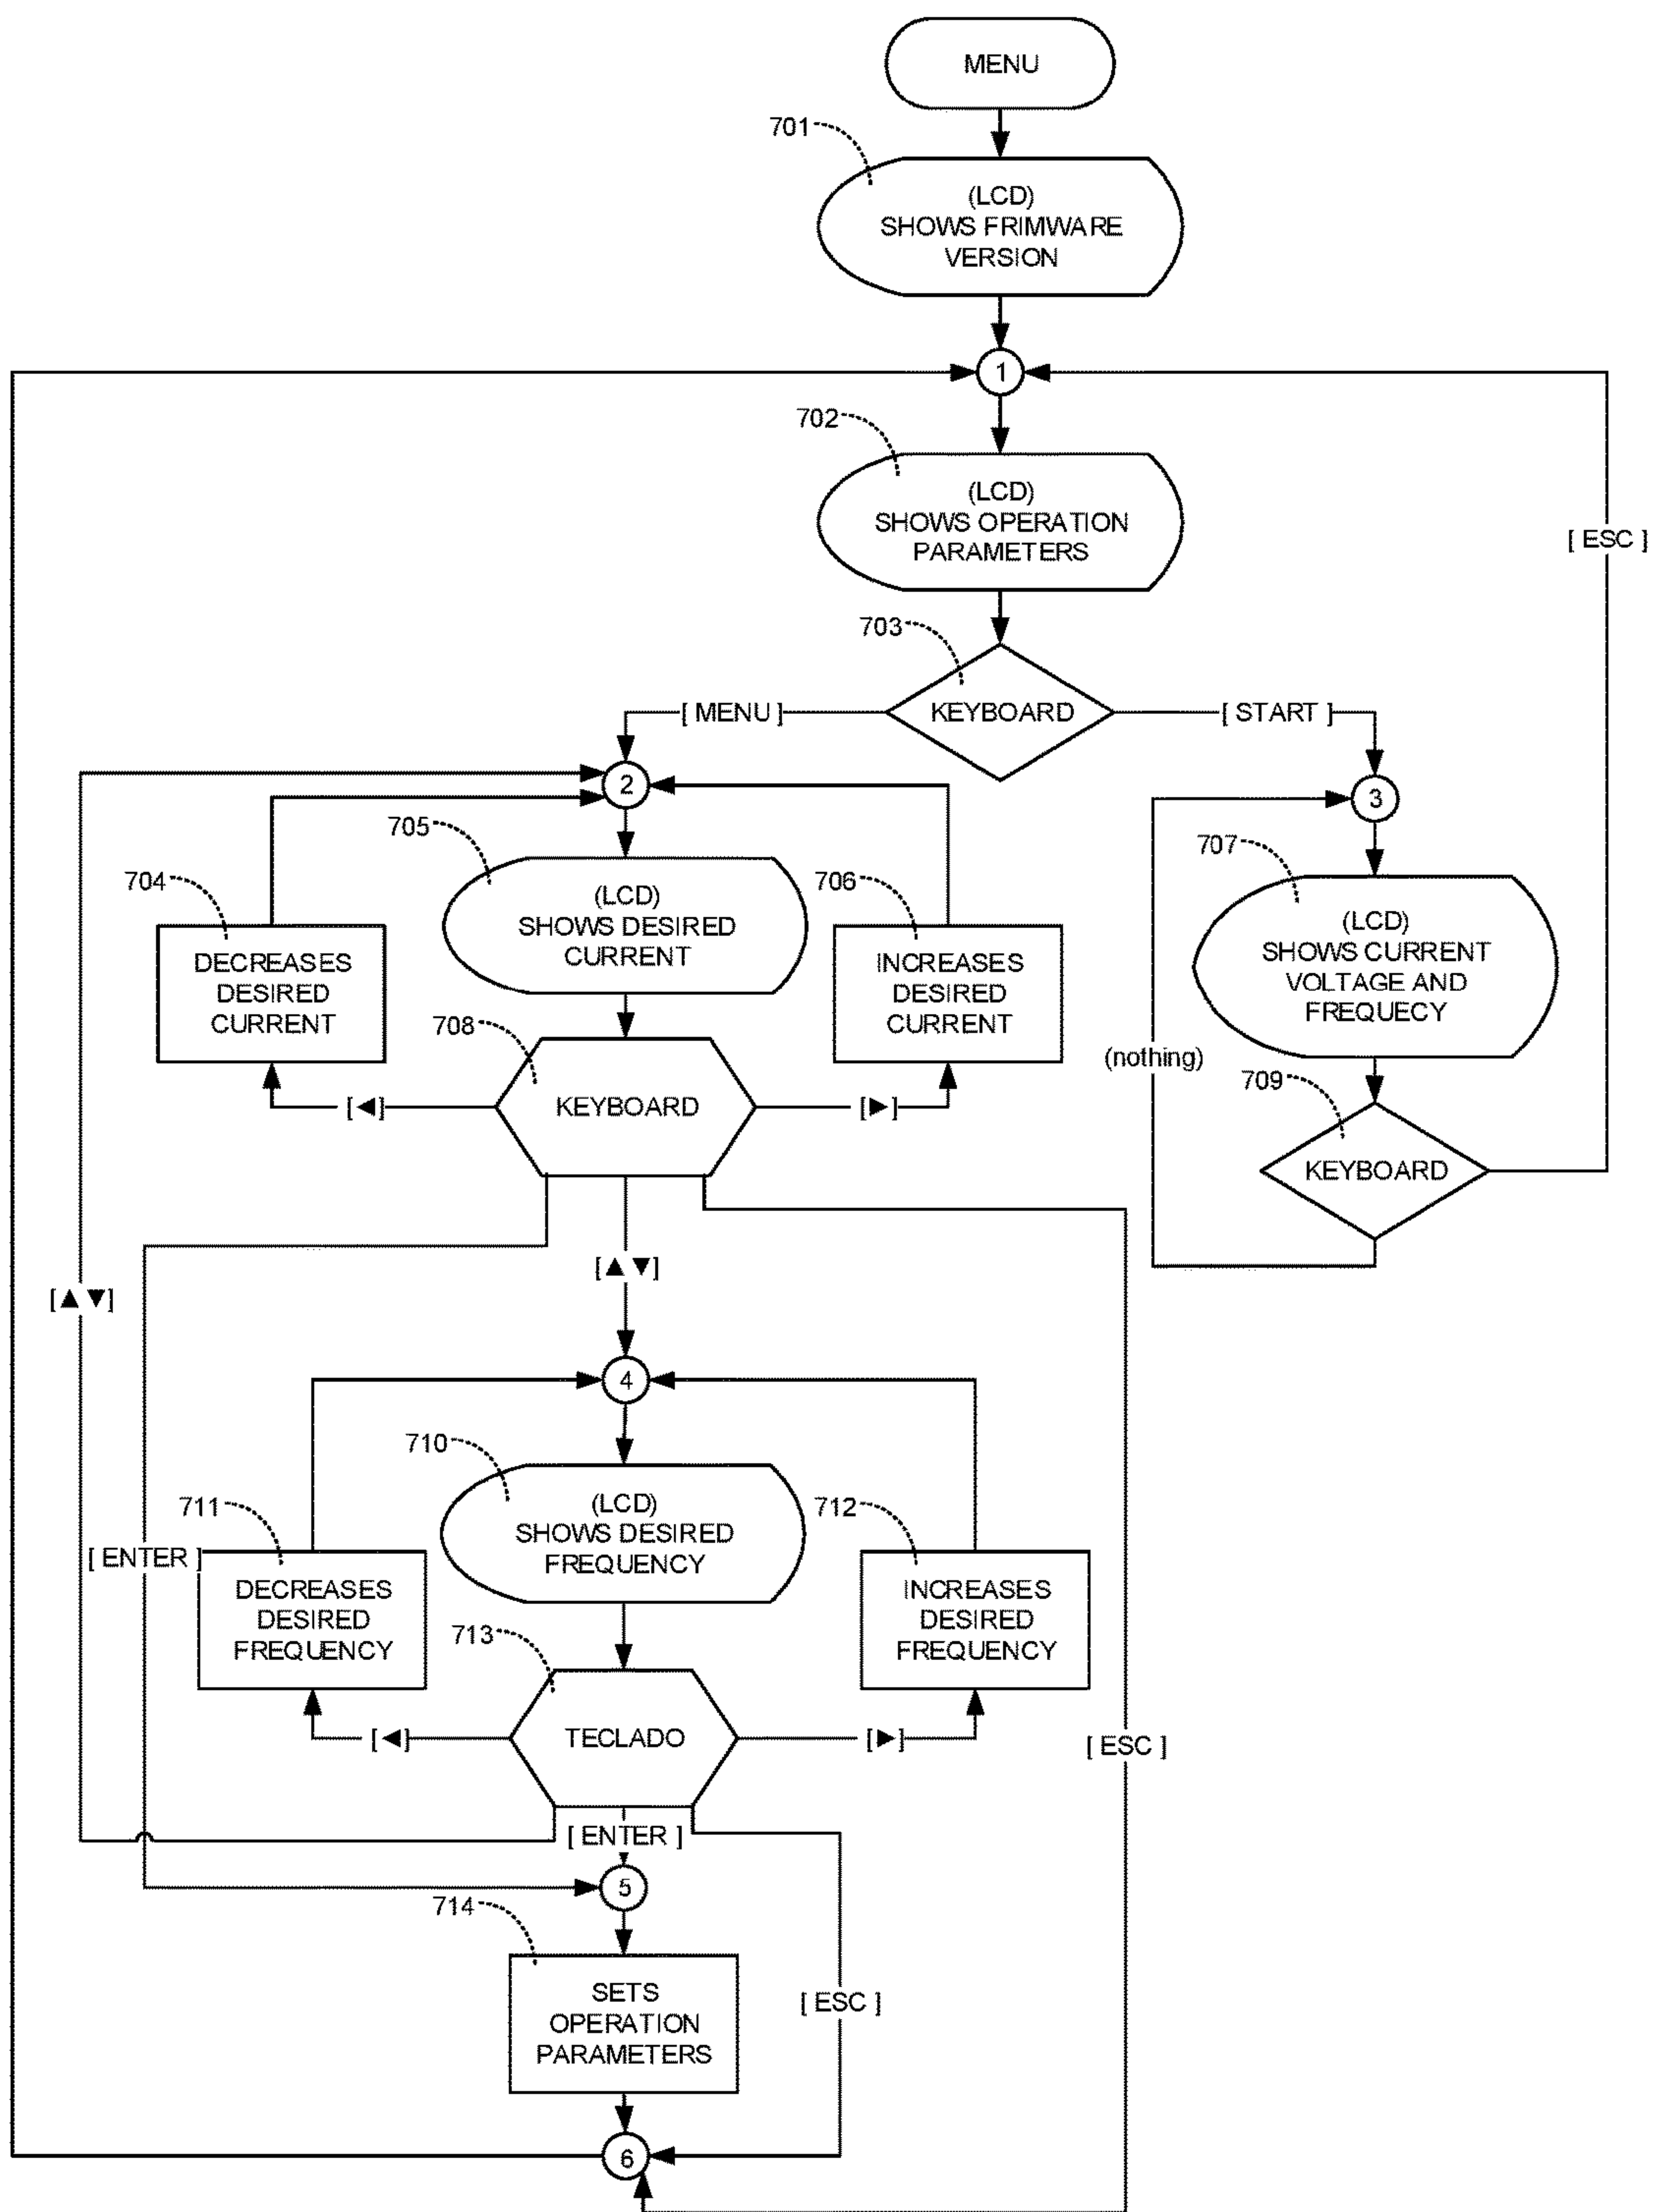 MENU
701
(LCD)
SHOWS FRIMWARE
VERSION
1
702
(LCD)
SHOWS OPERATION
PARAMETERS
[ ESC ]
703
[ MENU ]
KEYBOARD
[ START ]
2
3
705
704
706
707
(LCD)
SHOWS DESIRED
CURRENT
DECREASES
DESIRED
CURRENT
INCREASES
DESIRED
CURRENT
(LCD)
SHOWS CURRENT
VOLTAGE AND
FREQUECY
708
(nothing)
709
[◄]
KEYBOARD
[►]
KEYBOARD
[▲ ▼]
[▲ ▼]
4
710
711
712
(LCD)
SHOWS DESIRED
FREQUENCY
[ ENTER ]
DECREASES
DESIRED
FREQUENCY
INCREASES
DESIRED
FREQUENCY
713
[◄]
TECLADO
[►]
[ ESC ]
[ ENTER ]
5
714
SETS
OPERATION
PARAMETERS
[ ESC ]
6